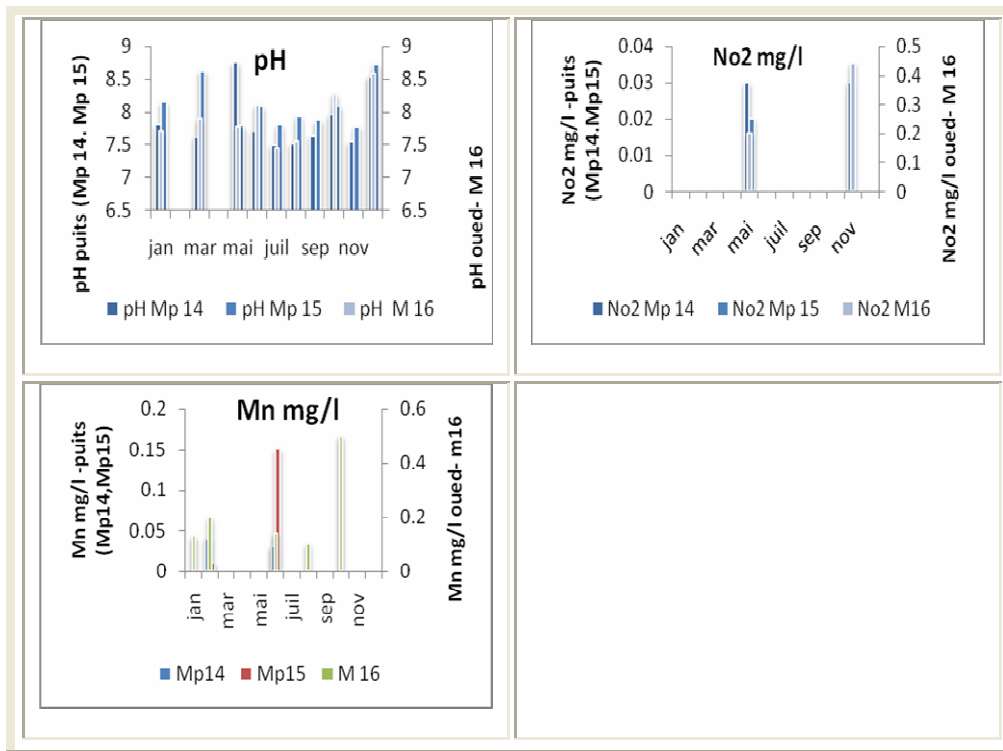 pH
pH puits (Mp 14. Mp 15)
9
8.5
8
7.5
7
6.5
9
8.5
8
7.5
7
6.5
pH oued- M 16
jan mar mai juil sep nov
pH Mp 14 pH Mp 15 pH M 16
No2 mg/l
No2 mg/l -puits
(Mp14.Mp15)
0.04
0.03
0.02
0.01
0
0.5
0.4
0.3
0.2
0.1
0
No2 mg/l oued- M 16
jan mar mai juil sep nov
No2 Mp 14 No2 Mp 15 No2 M16
Mn mg/l
Mn mg/l -puits
(Mp14,Mp15)
0.2
0.15
0.1
0.05
0
0.6
0.4
0.2
0
Mn mg/l oued- m16
jan mar mai juil sep nov
Mp14 Mp15 M 16